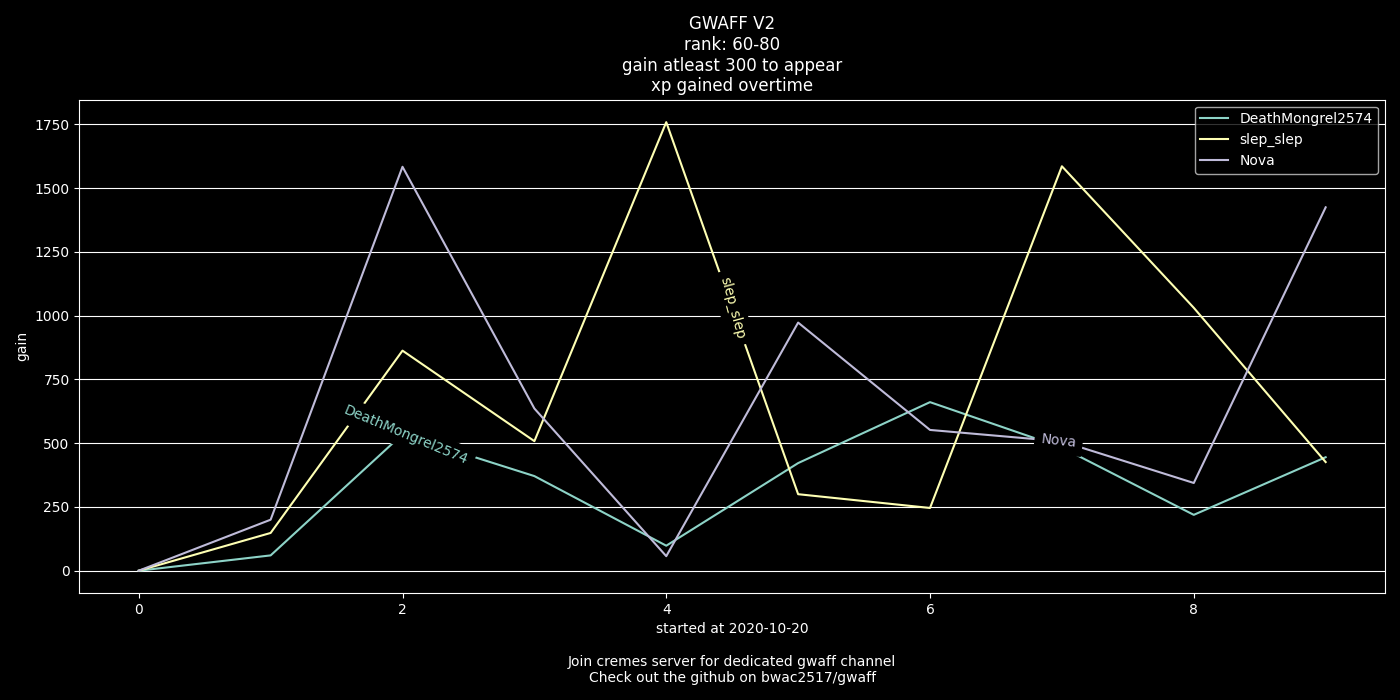 GWAFF V2
rank: 60-80
gain atleast 300 to appear
xp gained overtime
DeathMongrel2574
slep_slep
Nova
1750
1500
1250
1000
750
500
250
0
gain
DeathMongrel2574
slep_slep
Nova
0 2 4 6 8
started at 2020-10-20
Join cremes server for dedicated gwaff channel
Check out the github on bwac2517/gwaff